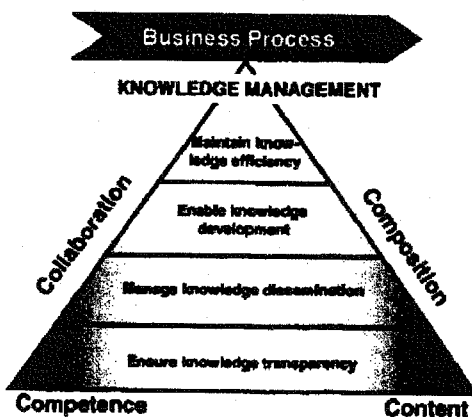 Business Process
KNOWLEDGE MANAGEMENT
Maintain know-
ledge efficiency
Enable knowledge
development
Manage knowledge dissemination
Ensure knowledge transparency
Collaboration
Composition
Competence
Content